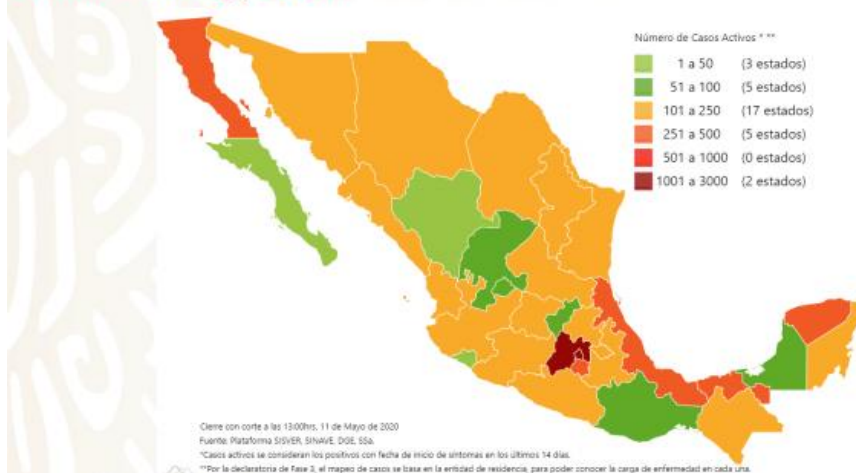 Número de Casos Activos * **
1 a 50 (3 estados)
51 a 100 (5 estados)
101 a 250 (17 estados)
251 a 500 (5 estados)
501 a 1000 (0 estados)
1001 a 3000 (2 estados)
Cierre con corte a las 13:00hrs, 11 de Mayo de 2020
Fuente: Plataforma SISVER, SINAVE, DGE, SSa.
*Casos activos se consideran los positivos con fecha de inicio de síntomas en los últimos 14 días.
**Por la declaratoria de Fase 3, el mapeo de casos se basa en la entidad de residencia, para poder conocer la carga de enfermedad en cada una.